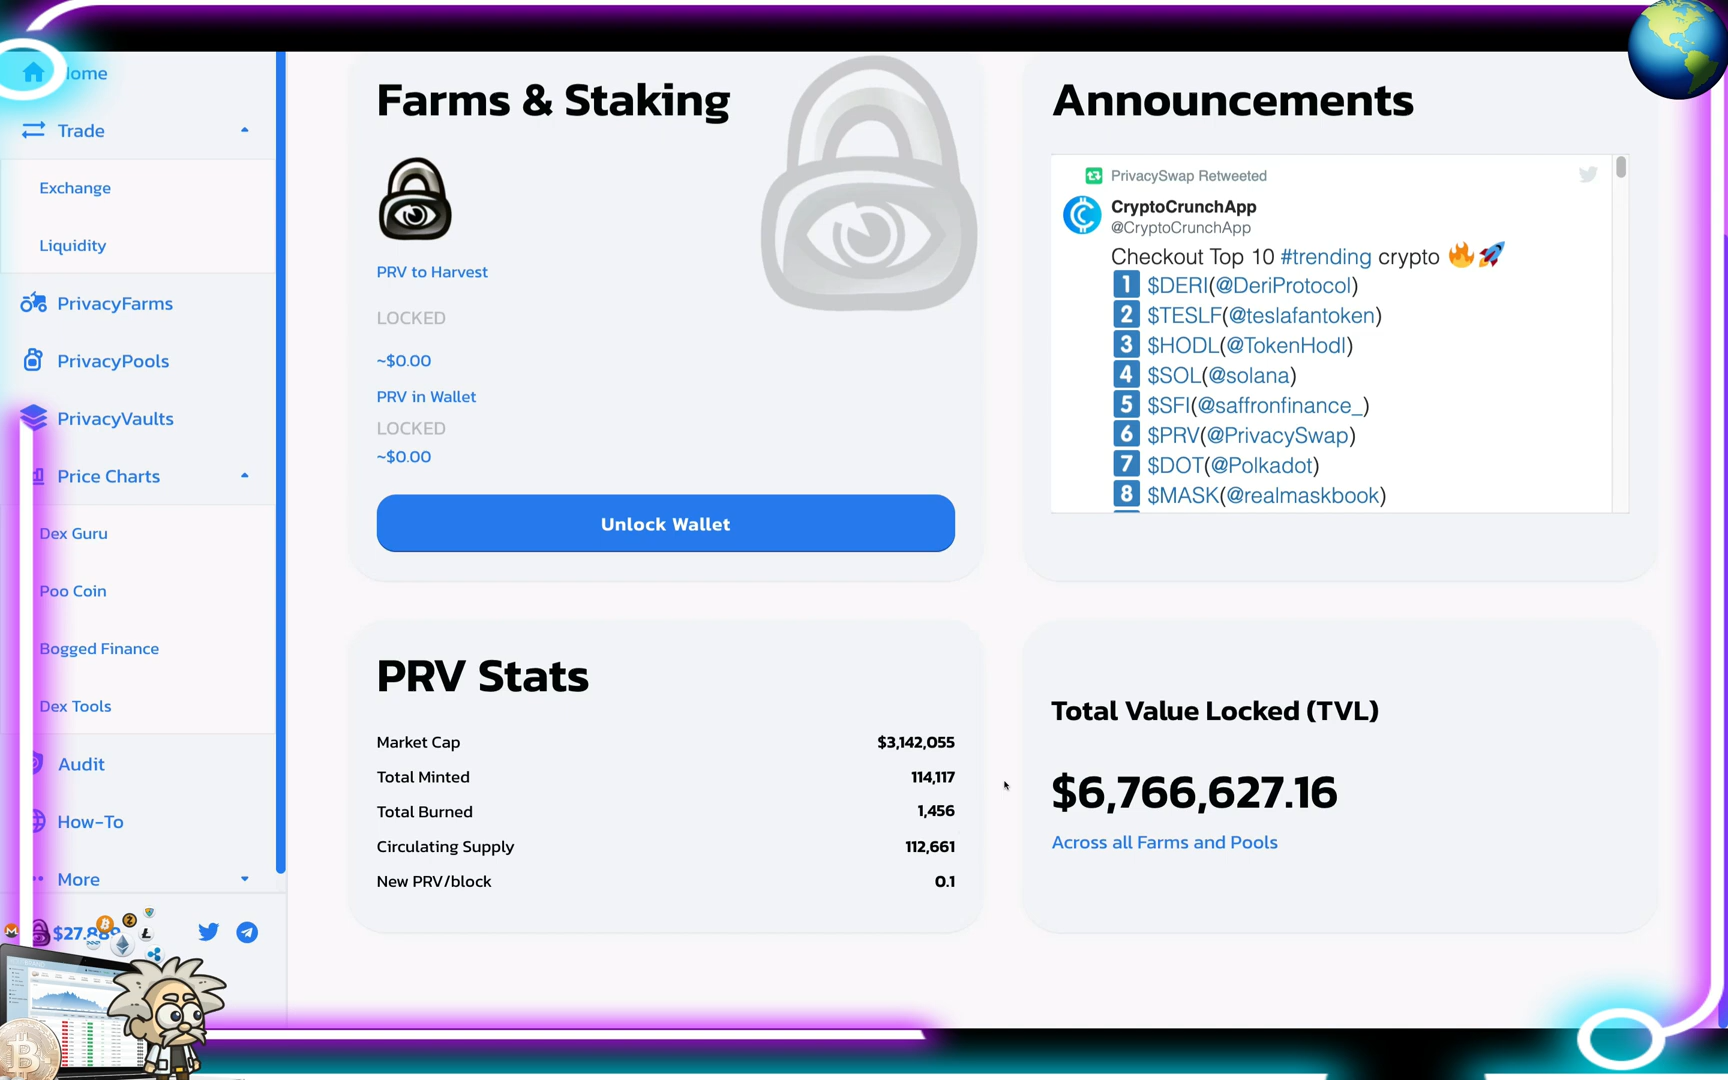 Home
Trade
Exchange
Liquidity
PrivacyFarms
PrivacyPools
PrivacyVaults
Price Charts
Dex Guru
Poo Coin
Bogged Finance
Dex Tools
Audit
How-To
More
Farms & Staking
PRV to Harvest
LOCKED
~$0.00
PRV in Wallet
LOCKED
~$0.00
Unlock Wallet
Announcements
PrivacySwap Retweeted
CryptoCrunchApp
@CryptoCrunchApp
Checkout Top 10 #trending crypto 🔥🚀
1 $DERI(@DeriProtocol)
2 $TESLF(@teslafantoken)
3 $HODL(@TokenHodl)
4 $SOL(@solana)
5 $SFI(@saffronfinance_)
6 $PRV(@PrivacySwap)
7 $DOT(@Polkadot)
8 $MASK(@realmaskbook)
PRV Stats
Market Cap $3,142,055
Total Minted 114,117
Total Burned 1,456
Circulating Supply 112,661
New PRV/block 0.1
Total Value Locked (TVL)
$6,766,627.16
Across all Farms and Pools